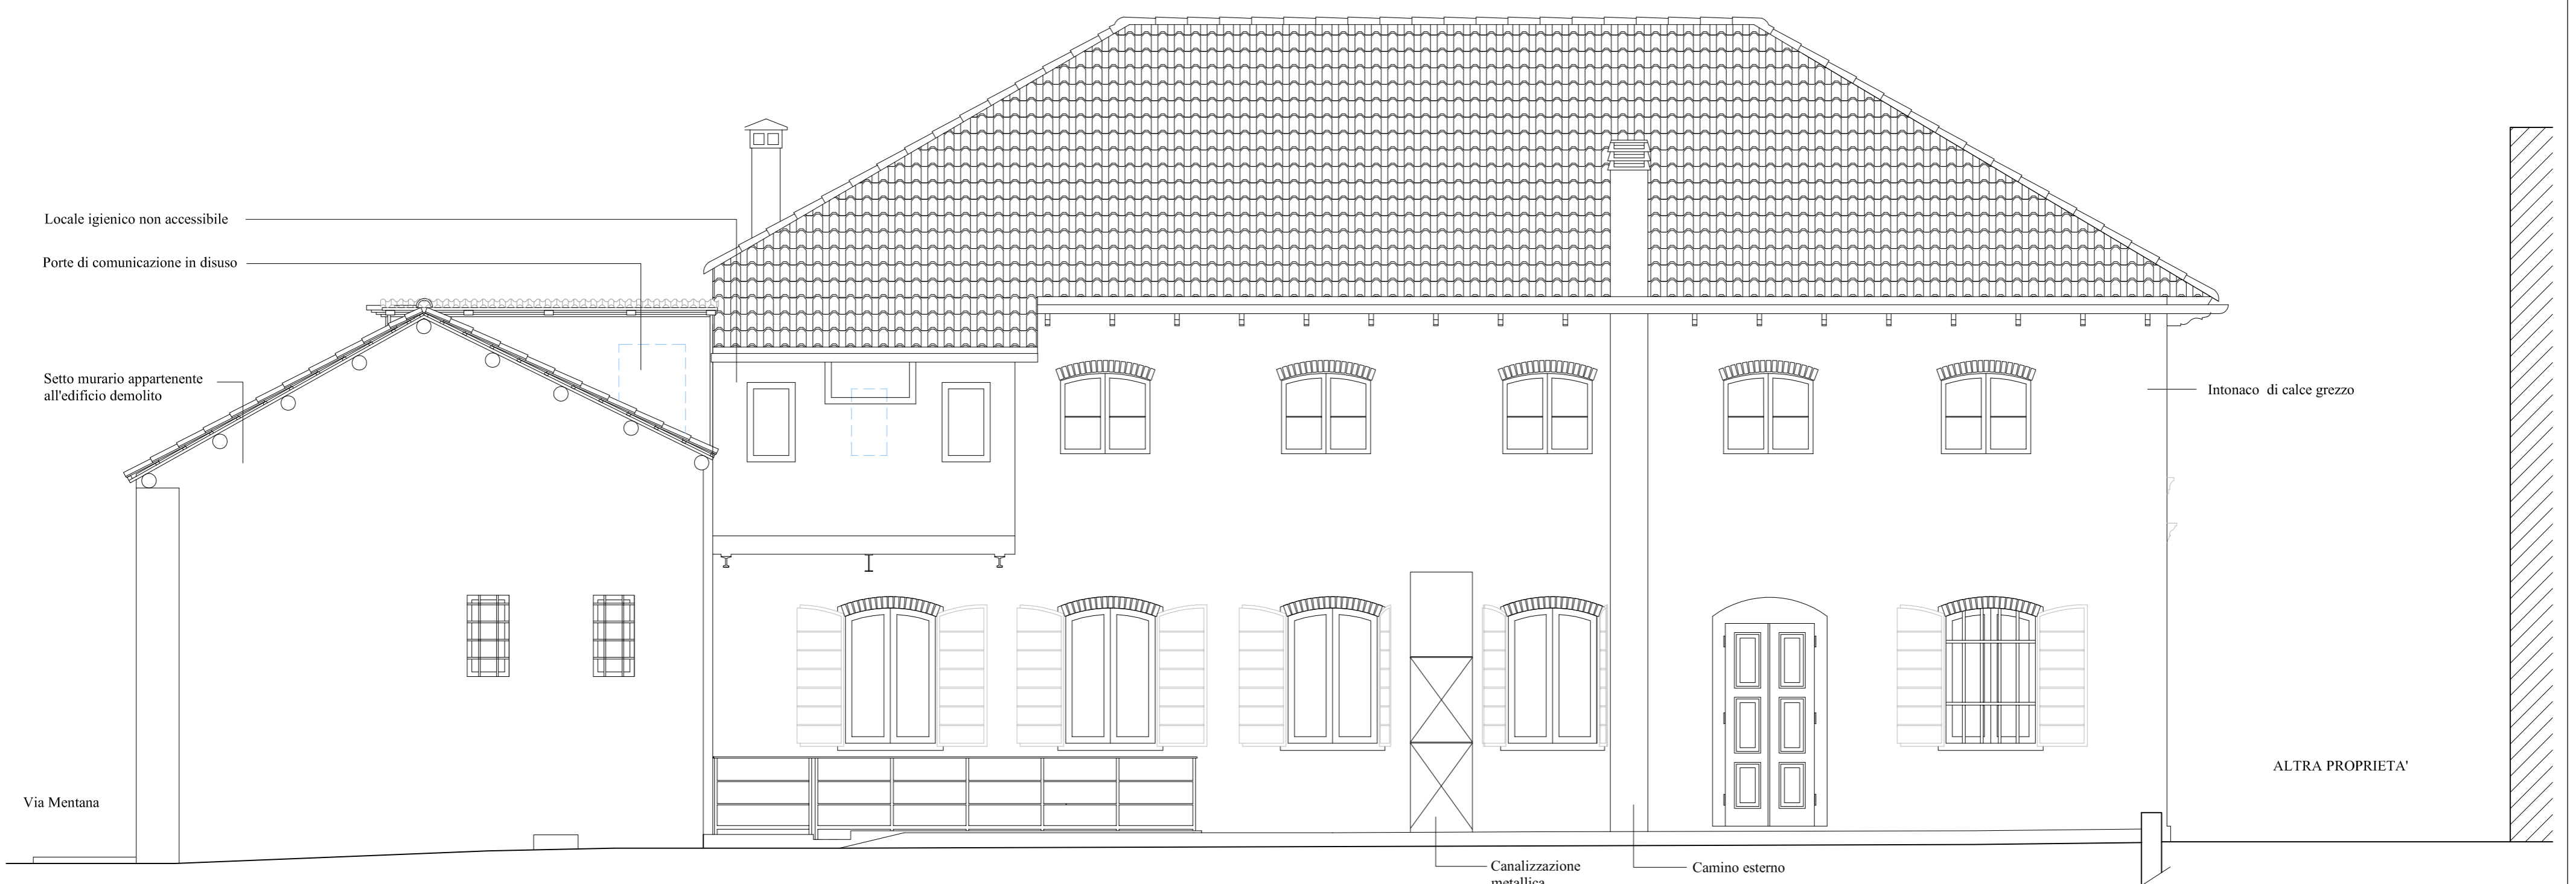 Locale igienico non accessibile
Porte di comunicazione in disuso
Setto murario appartenente
all'edificio demolito
Intonaco di calce grezzo
ALTRA PROPRIETA'
Via Mentana
Canalizzazione
metallica
Camino esterno